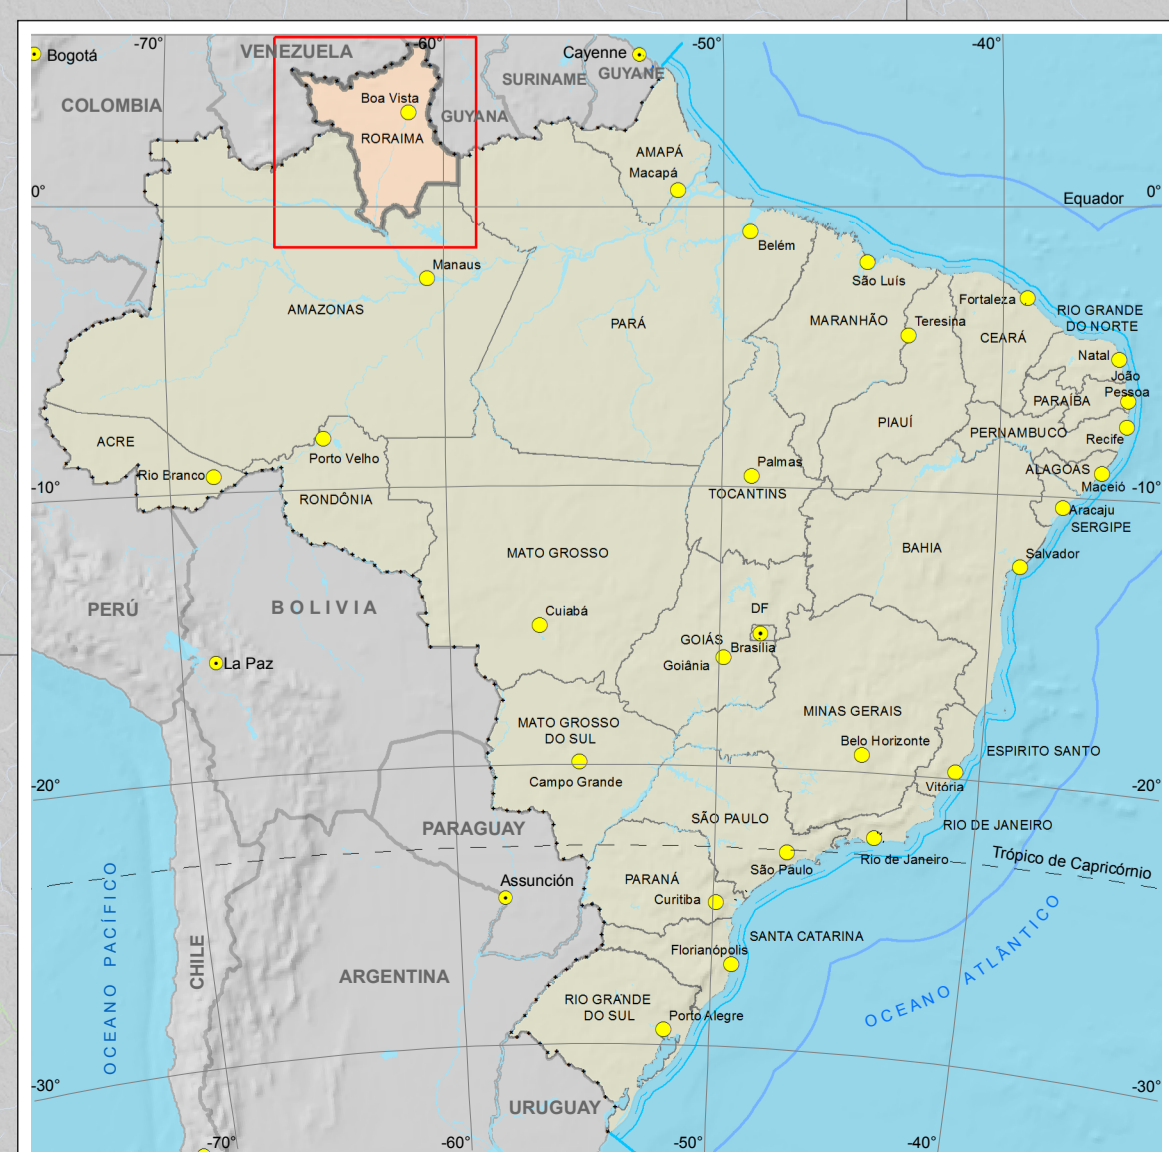 -70°
-60°
-50°
-40°
Bogotá
VENEZUELA
Cayenne
COLOMBIA
SURINAME
GUYANE
Boa Vista
GUYANA
RORAIMA
AMAPÁ
Macapá
0°
Equador
0°
Belém
Manaus
São Luís
AMAZONAS
PARÁ
MARANHÃO
Teresina
Fortaleza
RIO GRANDE
DO NORTE
CEARÁ
Natal
João
Pessoa
PARAÍBA
PIAUÍ
PERNAMBUCO
Recife
ACRE
Porto Velho
Rio Branco
RONDÔNIA
Palmas
TOCANTINS
ALAGOAS
Maceió
-10°
-10°
Aracaju
SERGIPE
MATO GROSSO
BAHIA
Salvador
PERÚ
BOLIVIA
Cuiabá
DF
GOIÁS
Brasília
Goiânia
La Paz
MATO GROSSO
DO SUL
MINAS GERAIS
Belo Horizonte
ESPIRITO SANTO
Campo Grande
Vitória
-20°
-20°
PARAGUAY
SÃO PAULO
RIO DE JANEIRO
São Paulo
Rio de Janeiro
Trópico de Capricórnio
Assunción
PARANÁ
Curitiba
SANTA CATARINA
Florianópolis
OCEANO PACÍFICO
CHILE
ARGENTINA
RIO GRANDE
DO SUL
Porto Alegre
OCEANO ATLÂNTICO
-30°
-30°
URUGUAY
-70°
-60°
-50°
-40°